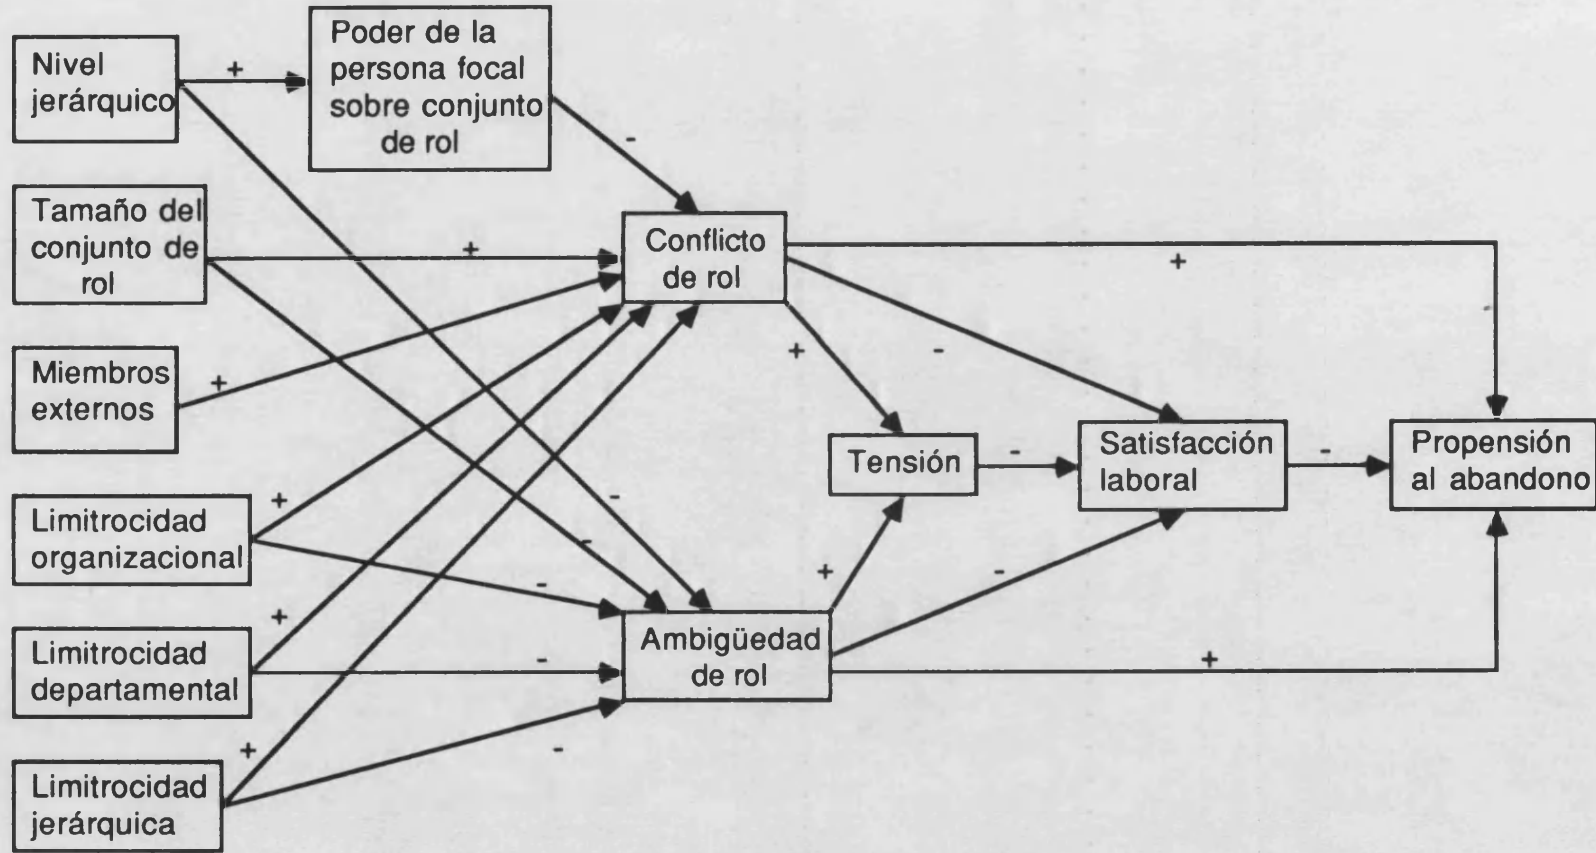 Nivel
jerárquico
+
Poder de la
persona focal
sobre conjunto
de rol
-
Tamaño del
conjunto de
rol
+
Conflicto
de rol
+
-
Miembros
externos
+
+
-
Limitrocidad
organizacional
+
-
-
-
Tensión
-
Satisfacción
laboral
-
Propensión
al abandono
Limitrocidad
departamental
+
-
Ambigüedad
de rol
+
-
+
Limitrocidad
jerárquica
+
-